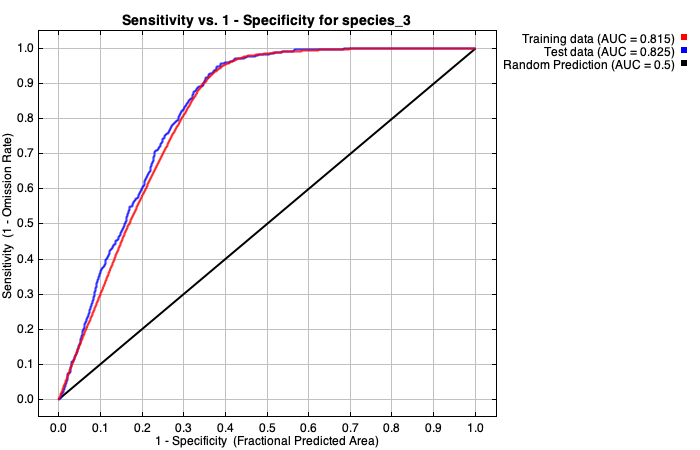 Sensitivity vs. 1 - Specificity for species_3
Training data (AUC = 0.815)
Test data (AUC = 0.825)
Random Prediction (AUC = 0.5)
Sensitivity (1 - Omission Rate)
1.0
0.9
0.8
0.7
0.6
0.5
0.4
0.3
0.2
0.1
0.0
0.0 0.1 0.2 0.3 0.4 0.5 0.6 0.7 0.8 0.9 1.0
1 - Specificity (Fractional Predicted Area)